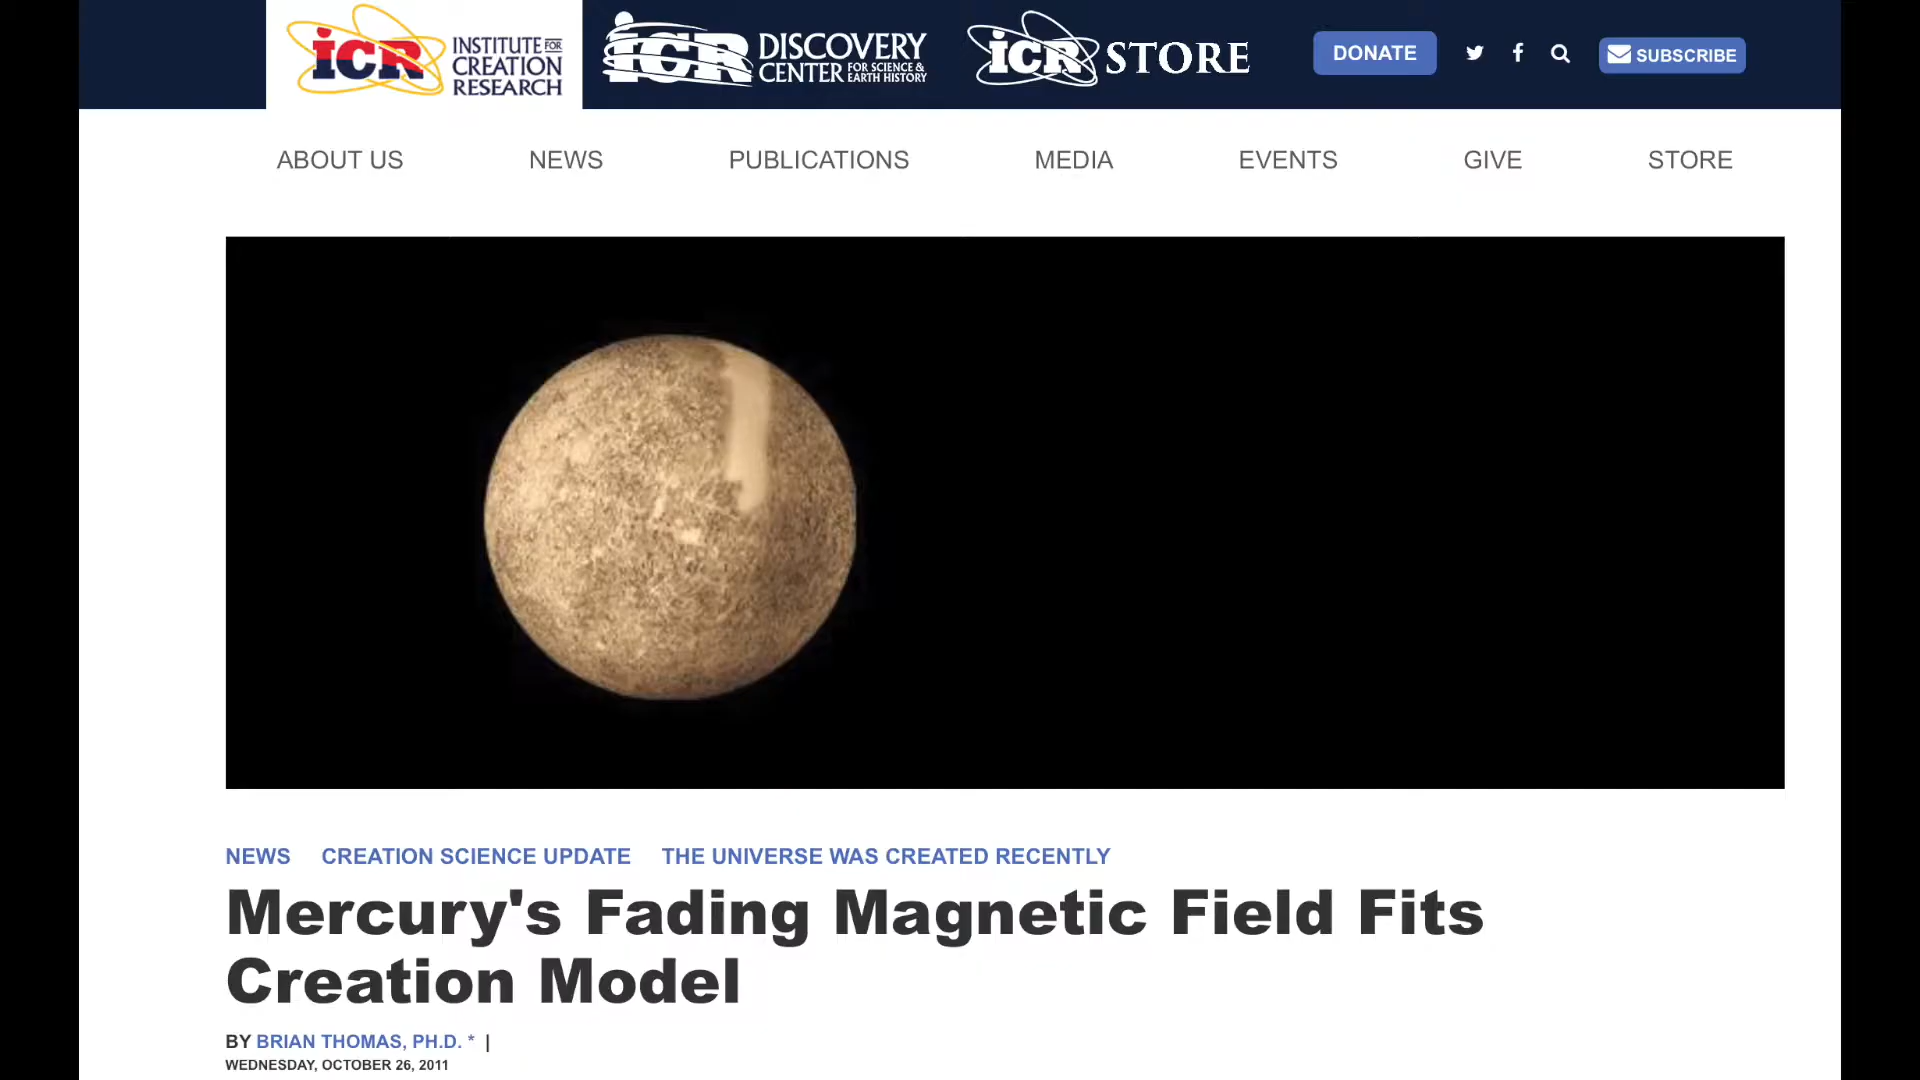 iCR INSTITUTE FOR CREATION RESEARCH
iCR DISCOVERY CENTER FOR SCIENCE & EARTH HISTORY
iCR STORE
DONATE
SUBSCRIBE
ABOUT US NEWS PUBLICATIONS MEDIA EVENTS GIVE STORE
NEWS CREATION SCIENCE UPDATE THE UNIVERSE WAS CREATED RECENTLY
Mercury's Fading Magnetic Field Fits
Creation Model
BY BRIAN THOMAS, PH.D. * |
WEDNESDAY, OCTOBER 26, 2011